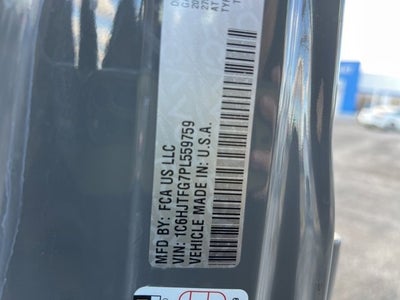 MFD. BY: FCA US LLC
VIN: 1C6HJTFG7PL559759
VEHICLE MADE IN: U.S.A.